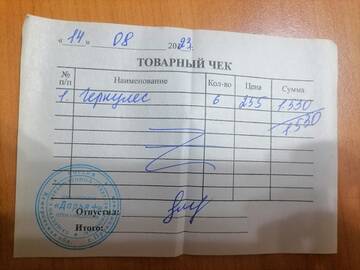 «14» 08 2023 г.
ТОВАРНЫЙ ЧЕК
№ п/п Наименование Кол-во Цена Сумма
1. Геркулес 6 255 1530
1530
«Дарья+»
Отпустил:
Итого: